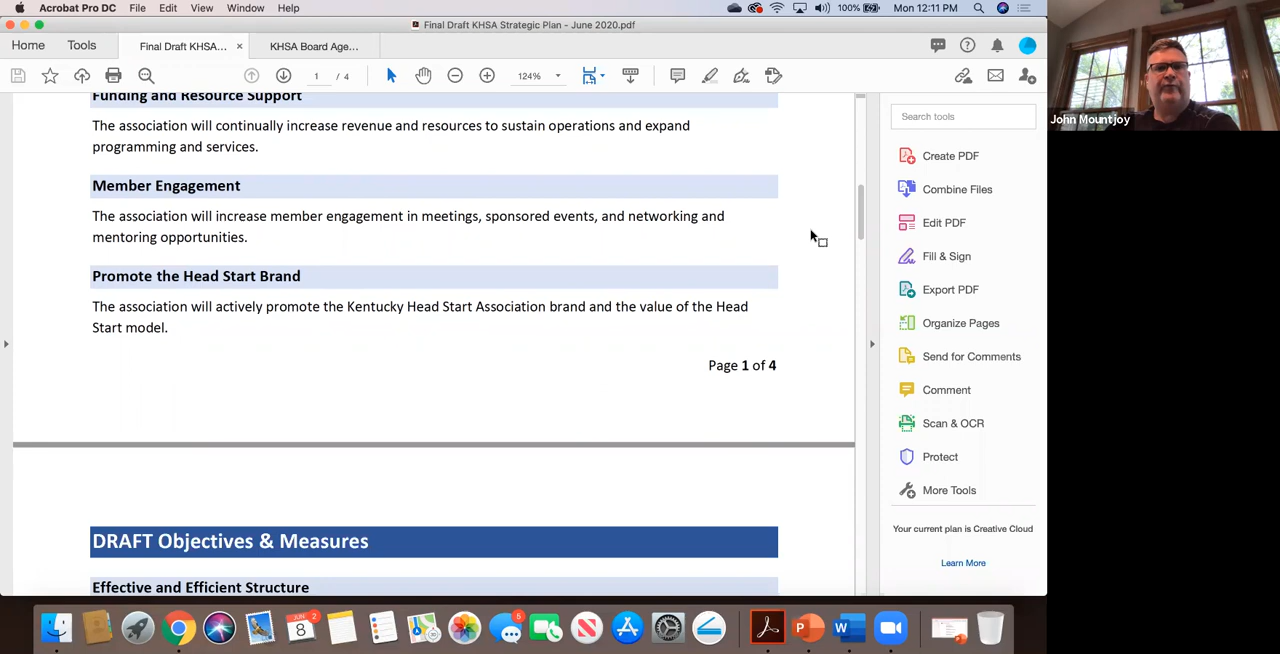 Acrobat Pro DC File Edit View Window Help 100% Mon 12:11 PM
Final Draft KHSA Strategic Plan - June 2020.pdf
Home Tools Final Draft KHSA... × KHSA Board Age...
1 / 4 124%
Funding and Resource Support
The association will continually increase revenue and resources to sustain operations and expand
programming and services.
Member Engagement
The association will increase member engagement in meetings, sponsored events, and networking and
mentoring opportunities.
Promote the Head Start Brand
The association will actively promote the Kentucky Head Start Association brand and the value of the Head
Start model.
Page 1 of 4
DRAFT Objectives & Measures
Effective and Efficient Structure
Search tools
Create PDF
Combine Files
Edit PDF
Fill & Sign
Export PDF
Organize Pages
Send for Comments
Comment
Scan & OCR
Protect
More Tools
Your current plan is Creative Cloud
Learn More
John Mountjoy
JUN 2
8
5
P
W